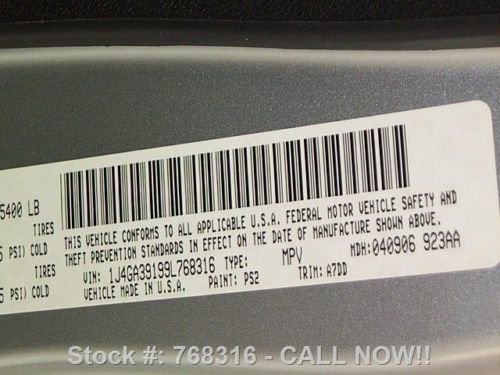 5400 LB
TIRES
5 PSI) COLD
TIRES
5 PSI) COLD
THIS VEHICLE CONFORMS TO ALL APPLICABLE U.S.A. FEDERAL MOTOR VEHICLE SAFETY AND
THEFT PREVENTION STANDARDS IN EFFECT ON THE DATE OF MANUFACTURE SHOWN ABOVE.
VIN: 1J4GA39199L768316 TYPE: MPV MDH: 040906 923AA
VEHICLE MADE IN U.S.A. PAINT: PS2 TRIM: A7DD
Stock #: 768316 - CALL NOW!!